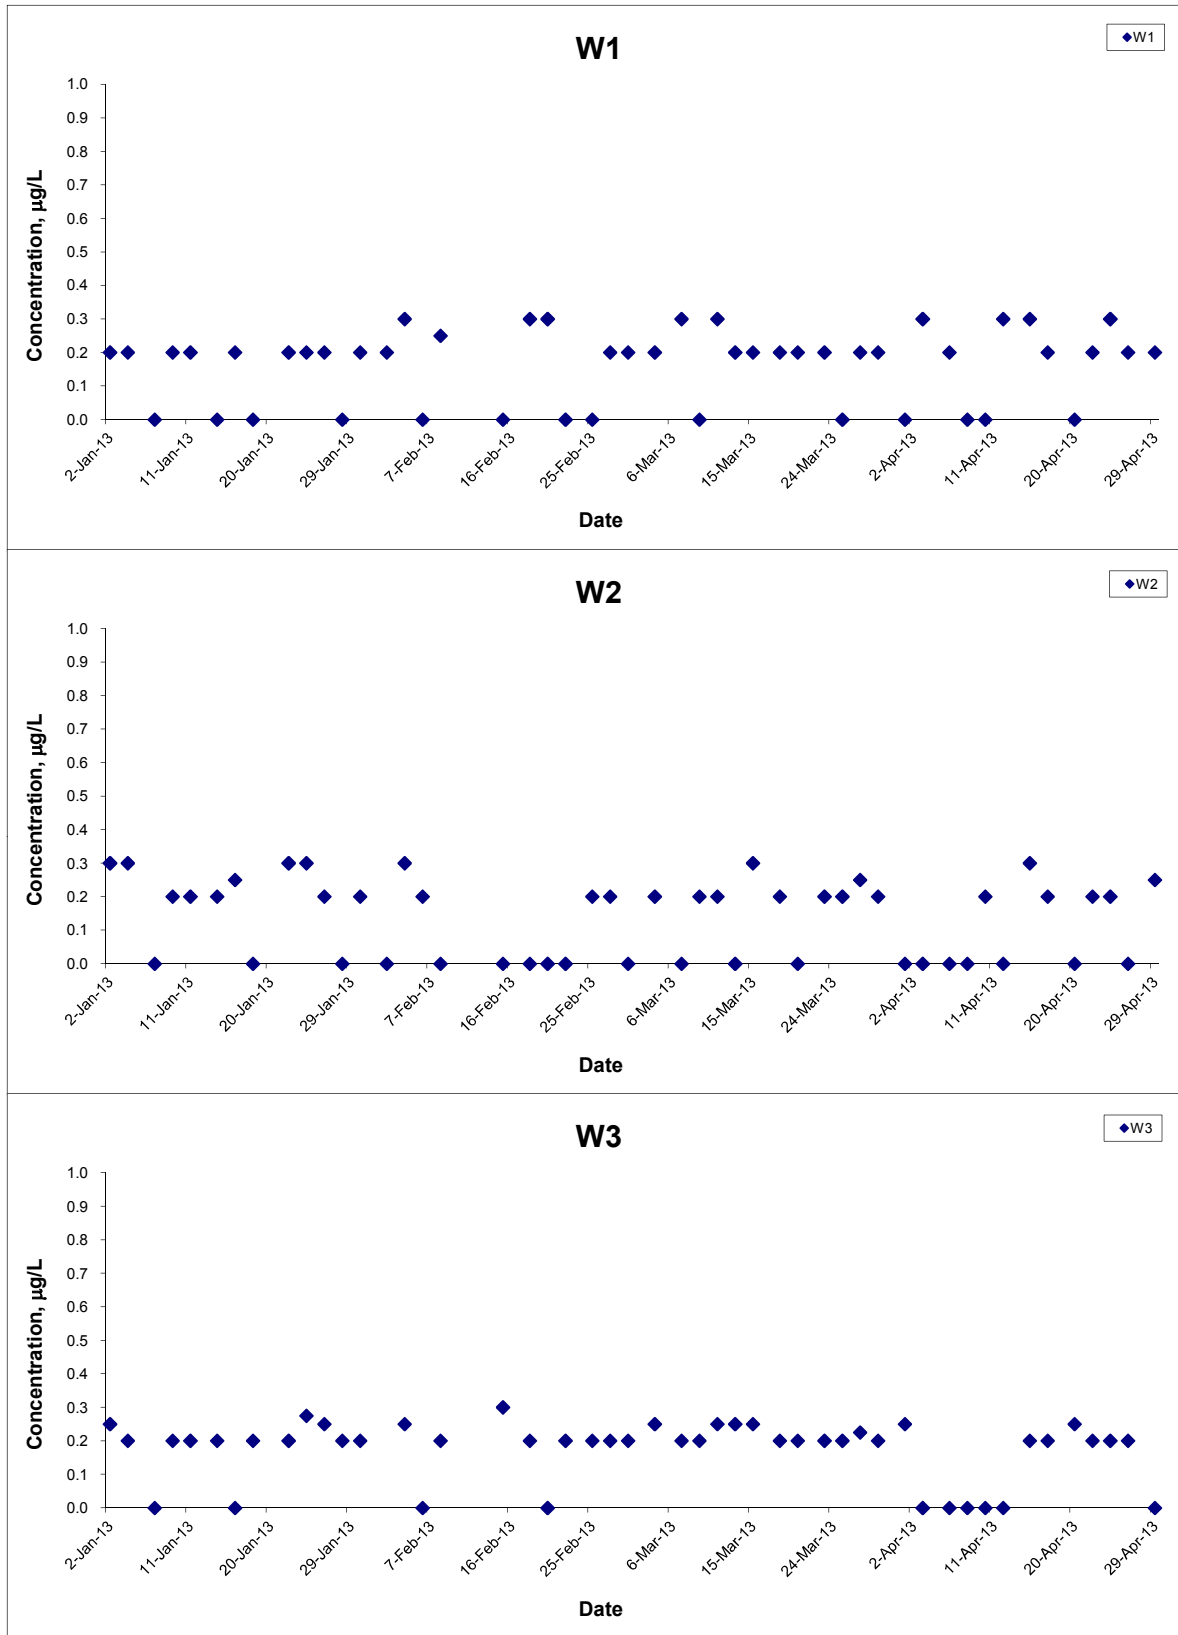 W1
W1
Concentration, µg/L
1.0
0.9
0.8
0.7
0.6
0.5
0.4
0.3
0.2
0.1
0.0
2-Jan-13
11-Jan-13
20-Jan-13
29-Jan-13
7-Feb-13
16-Feb-13
25-Feb-13
6-Mar-13
15-Mar-13
24-Mar-13
2-Apr-13
11-Apr-13
20-Apr-13
29-Apr-13
Date
W2
W2
Concentration, µg/L
1.0
0.9
0.8
0.7
0.6
0.5
0.4
0.3
0.2
0.1
0.0
2-Jan-13
11-Jan-13
20-Jan-13
29-Jan-13
7-Feb-13
16-Feb-13
25-Feb-13
6-Mar-13
15-Mar-13
24-Mar-13
2-Apr-13
11-Apr-13
20-Apr-13
29-Apr-13
Date
W3
W3
Concentration, µg/L
1.0
0.9
0.8
0.7
0.6
0.5
0.4
0.3
0.2
0.1
0.0
2-Jan-13
11-Jan-13
20-Jan-13
29-Jan-13
7-Feb-13
16-Feb-13
25-Feb-13
6-Mar-13
15-Mar-13
24-Mar-13
2-Apr-13
11-Apr-13
20-Apr-13
29-Apr-13
Date